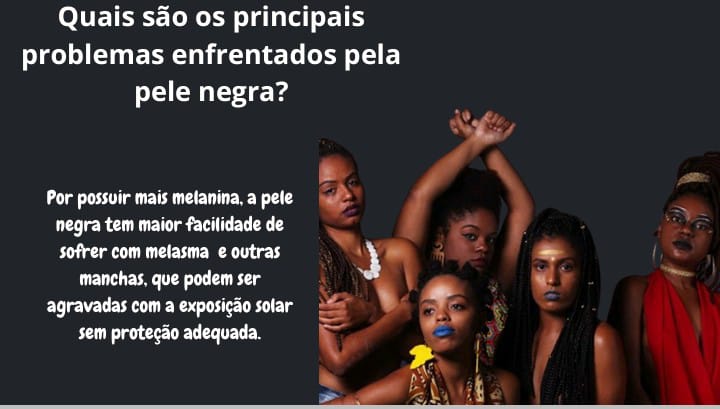 Quais são os principais
problemas enfrentados pela
pele negra?
Por possuir mais melanina, a pele
negra tem maior facilidade de
sofrer com melasma e outras
manchas, que podem ser
agravadas com a exposição solar
sem proteção adequada.